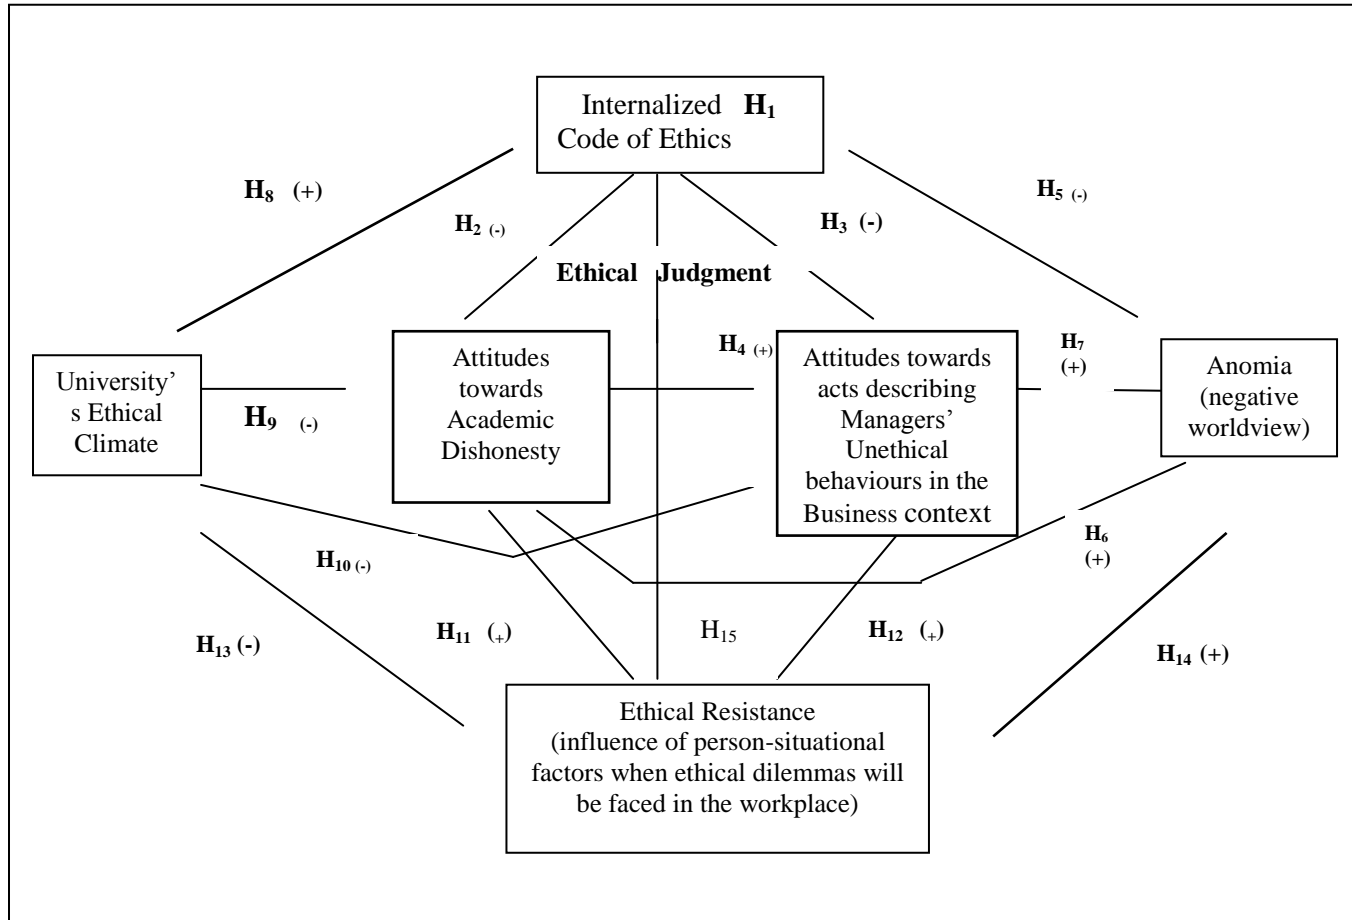 Internalized H1
Code of Ethics
H8 (+)
H2 (-)
H3 (-)
H5 (-)
Ethical Judgment
University'
s Ethical
Climate
H9 (-)
Attitudes
towards
Academic
Dishonesty
H4 (+)
Attitudes towards
acts describing
Managers'
Unethical
behaviours in the
Business context
H7
(+)
Anomia
(negative
worldview)
H10 (-)
H6
(+)
H13 (-)
H11 (+)
H15
H12 (+)
H14 (+)
Ethical Resistance
(influence of person-situational
factors when ethical dilemmas will
be faced in the workplace)